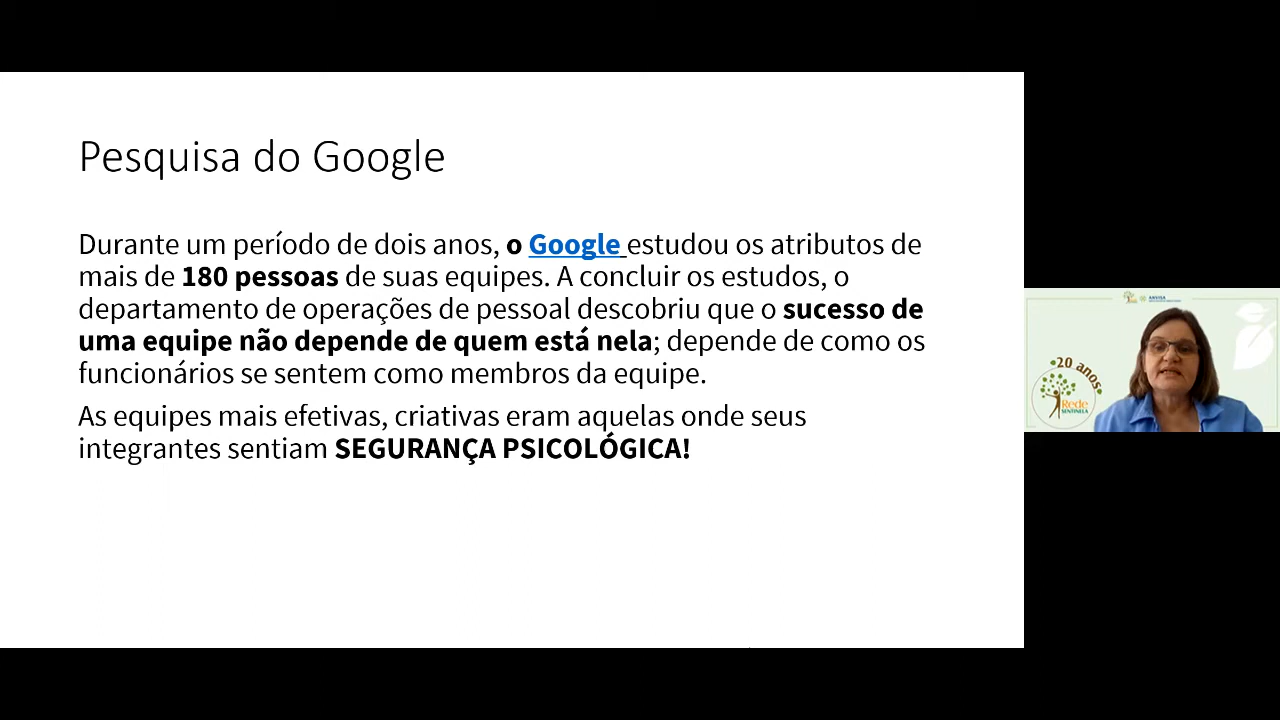 Pesquisa do Google
Durante um período de dois anos, o Google estudou os atributos de
mais de 180 pessoas de suas equipes. A concluir os estudos, o
departamento de operações de pessoal descobriu que o sucesso de
uma equipe não depende de quem está nela; depende de como os
funcionários se sentem como membros da equipe.
As equipes mais efetivas, criativas eram aquelas onde seus
integrantes sentiam SEGURANÇA PSICOLÓGICA!
ANVISA
20 anos
Rede
SENTINELA